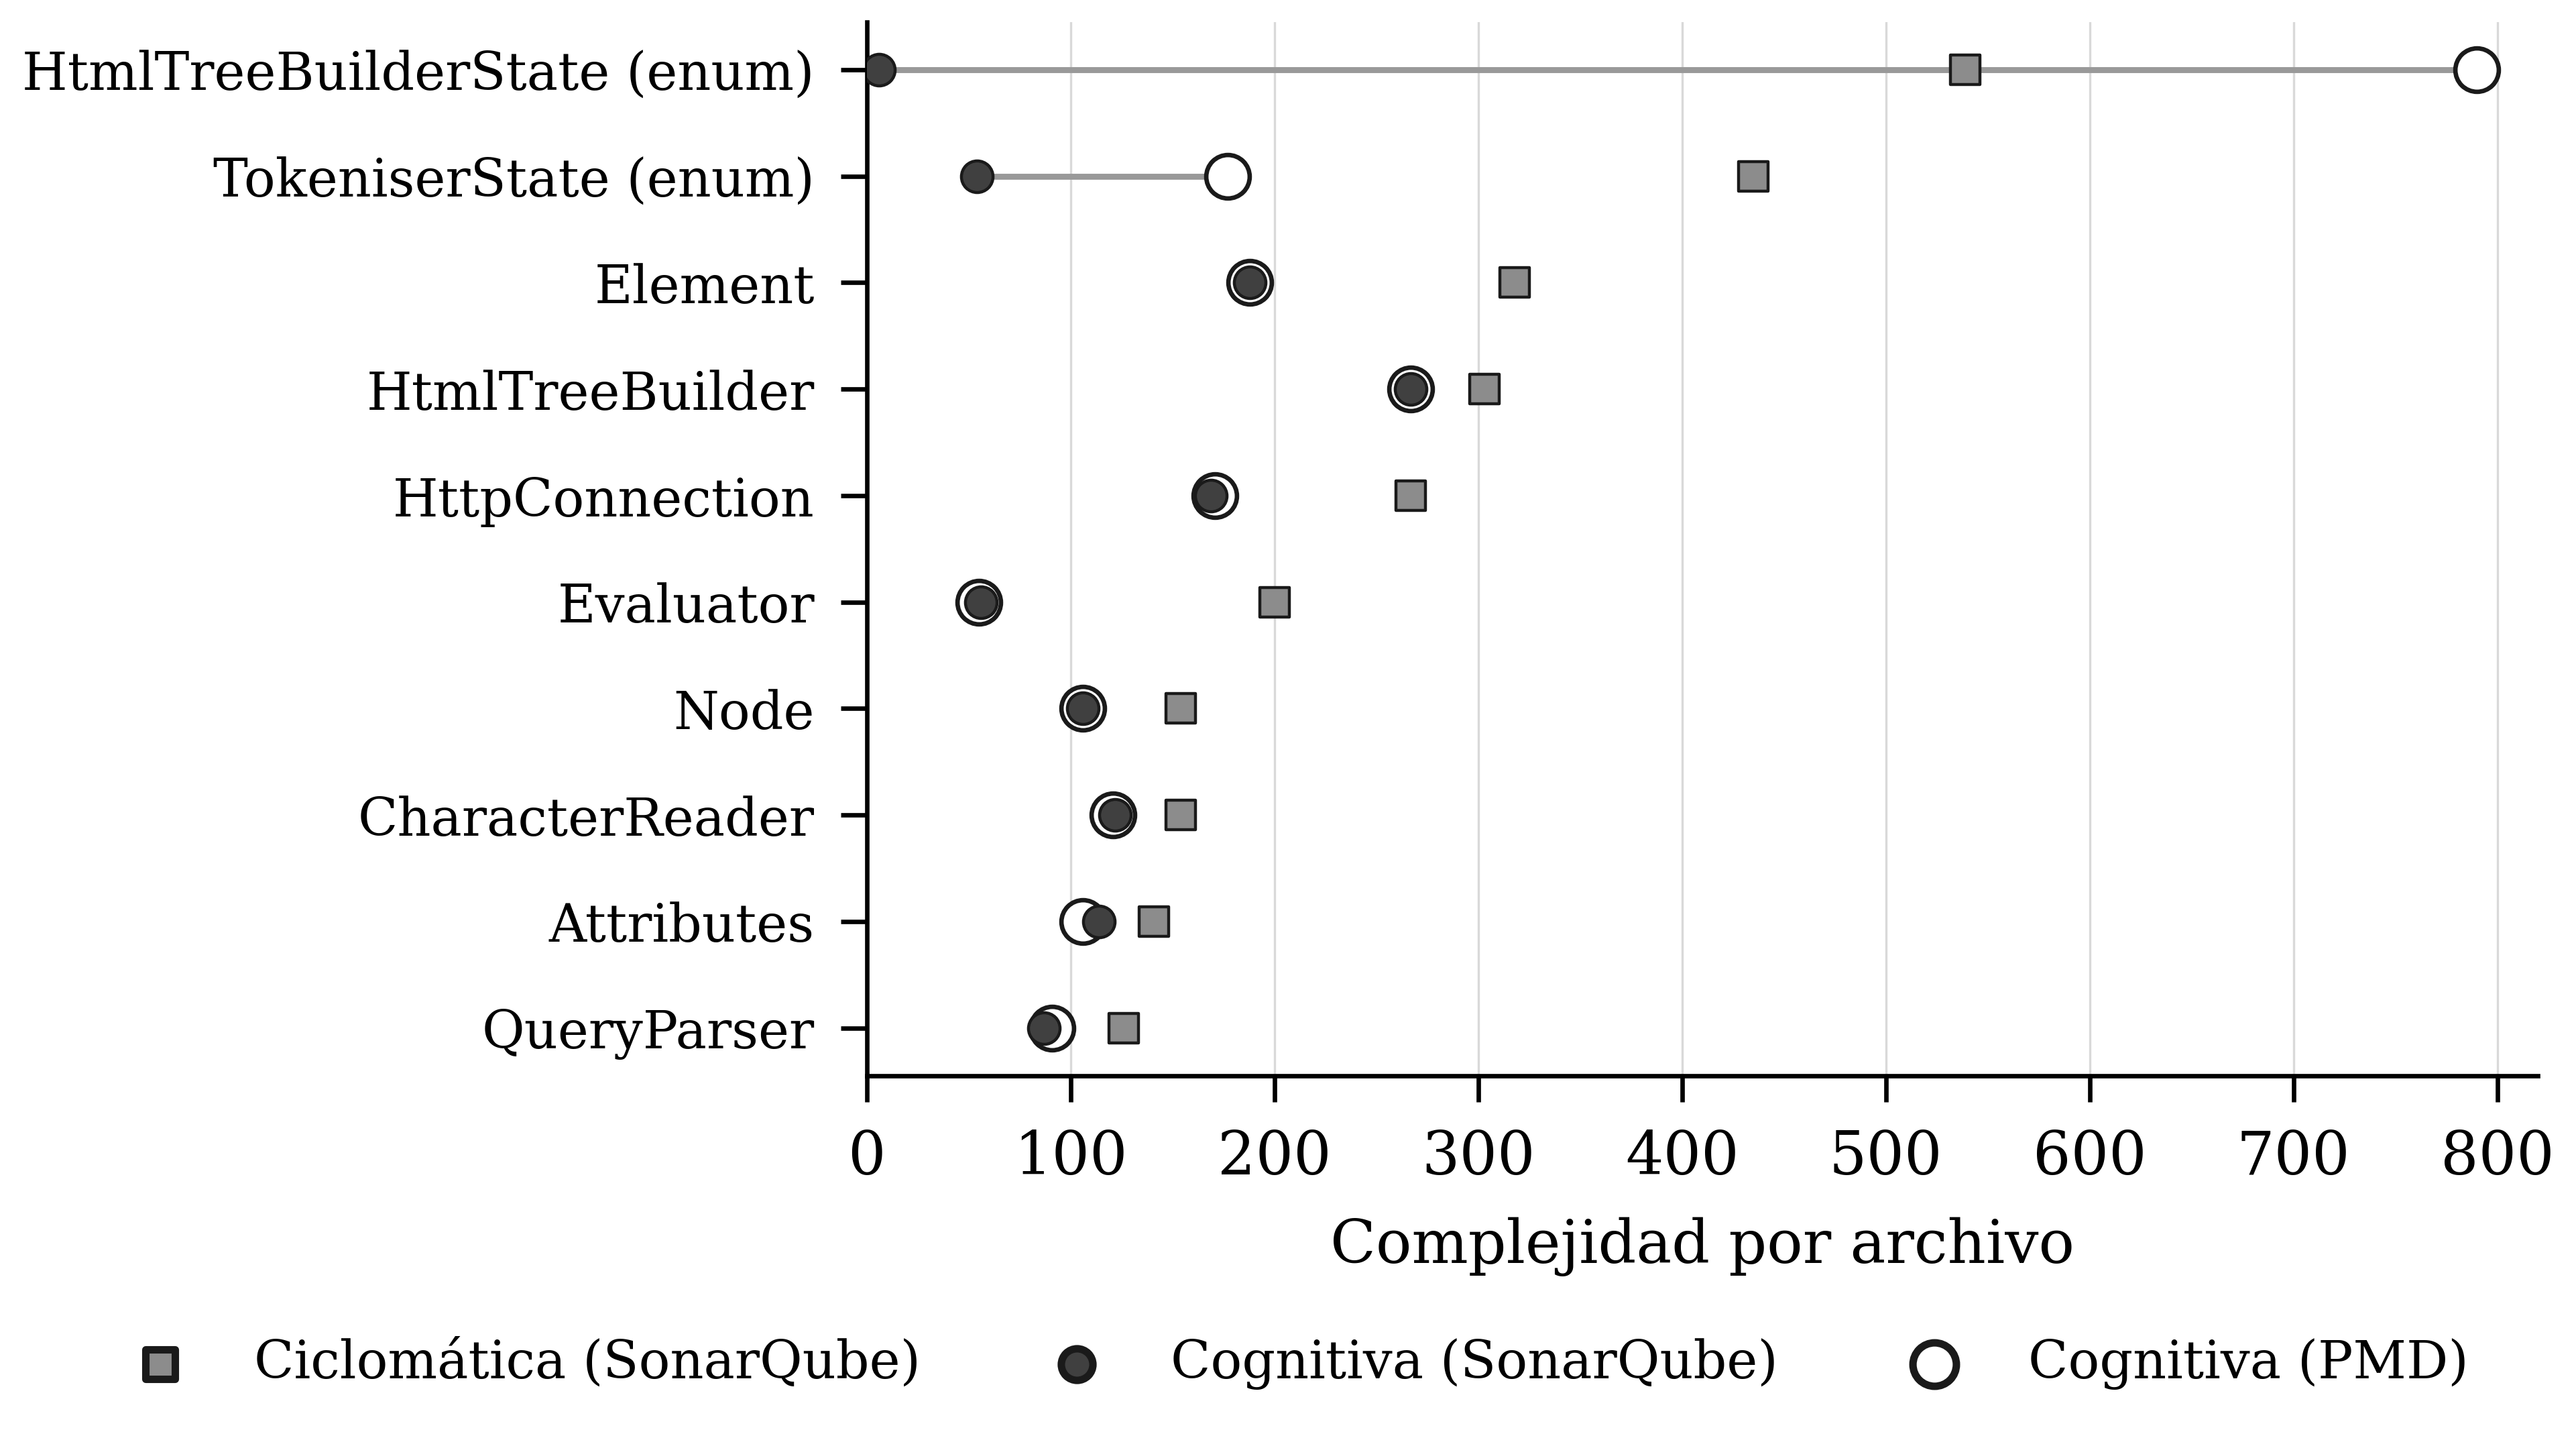 HtmlTreeBuilderState (enum)
TokeniserState (enum)
Element
HtmlTreeBuilder
HttpConnection
Evaluator
Node
CharacterReader
Attributes
QueryParser
0 100 200 300 400 500 600 700 800
Complejidad por archivo
Ciclomática (SonarQube) Cognitiva (SonarQube) Cognitiva (PMD)